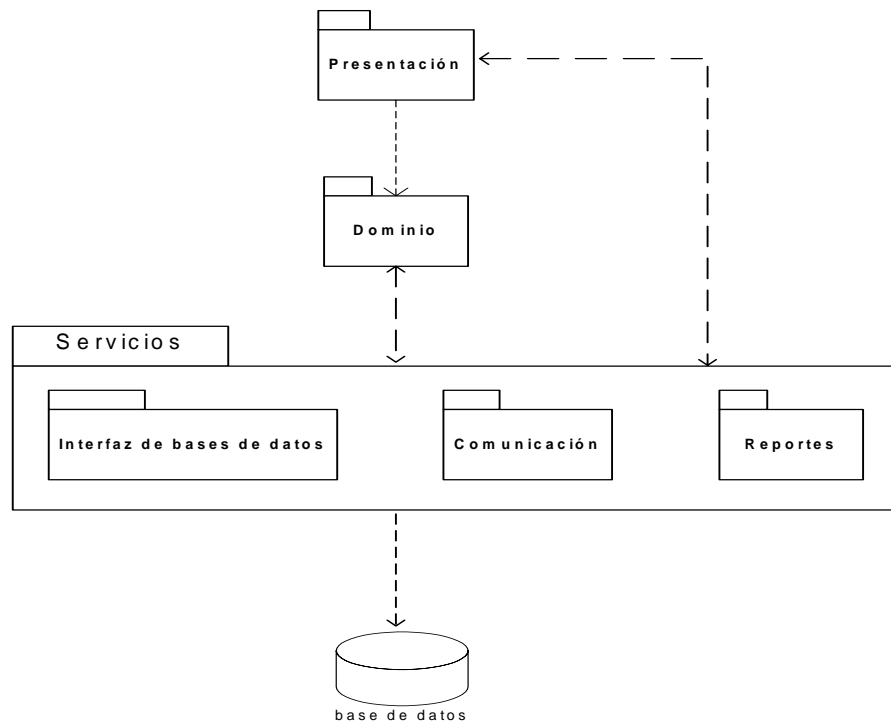 Presentación
Dominio
Servicios
Interfaz de bases de datos
Comunicación
Reportes
base de datos